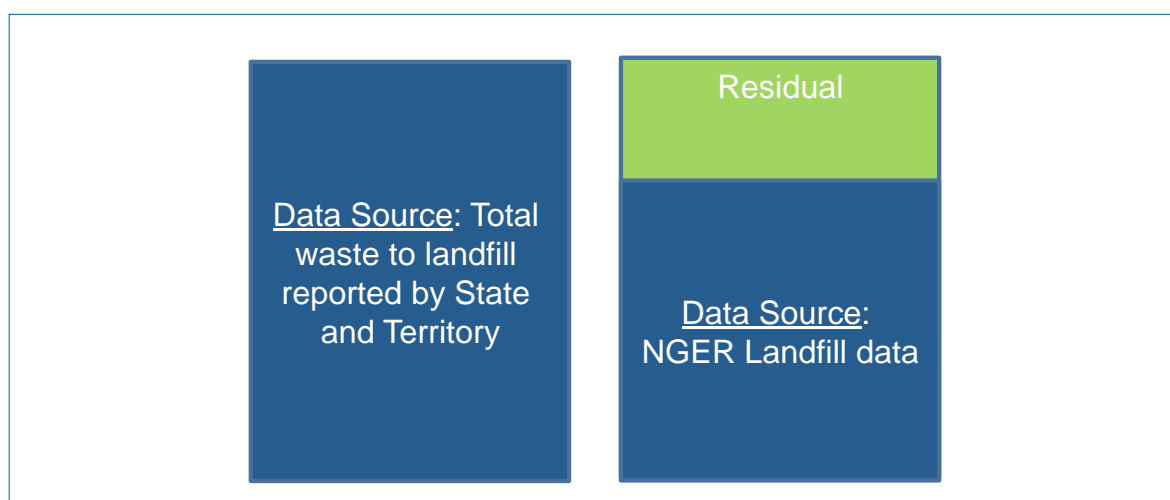 Data Source: Total
waste to landfill
reported by State
and Territory
Residual
Data Source:
NGER Landfill data